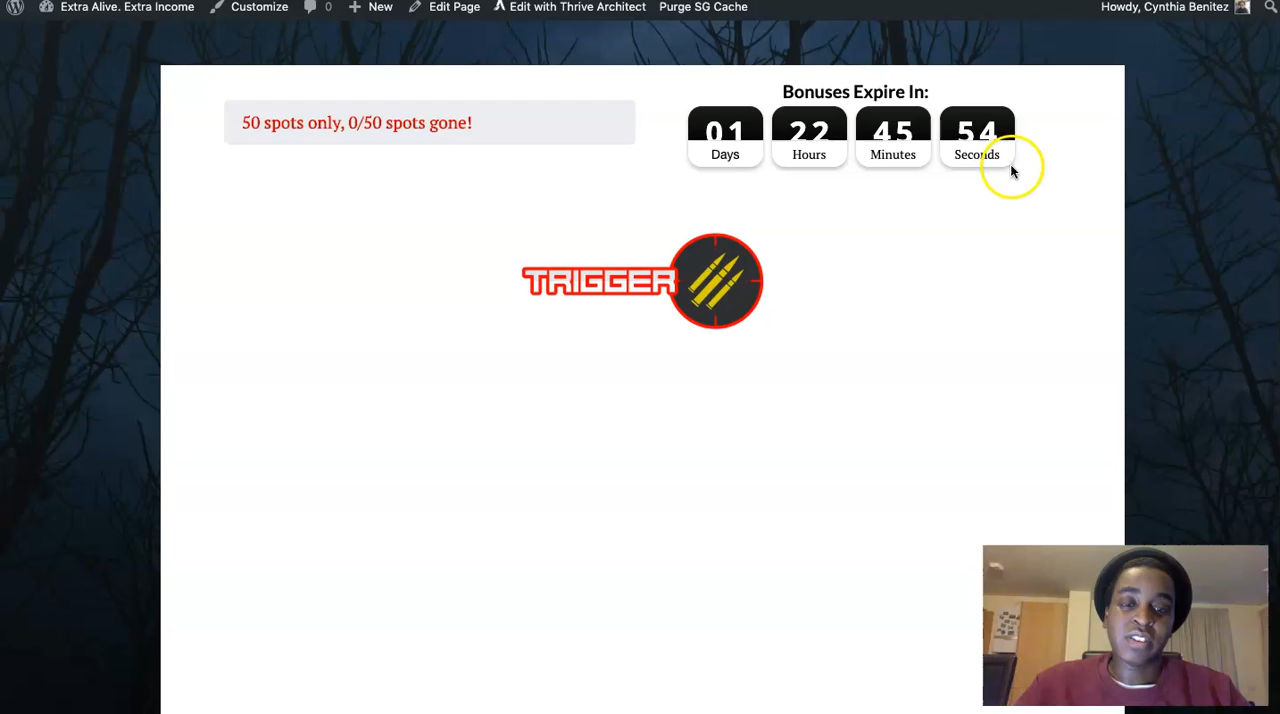 Extra Alive. Extra Income Customize 0 New Edit Page Edit with Thrive Architect Purge SG Cache Howdy, Cynthia Benitez
Bonuses Expire In:
50 spots only, 0/50 spots gone!
01 22 45 54
Days Hours Minutes Seconds
TRIGGER